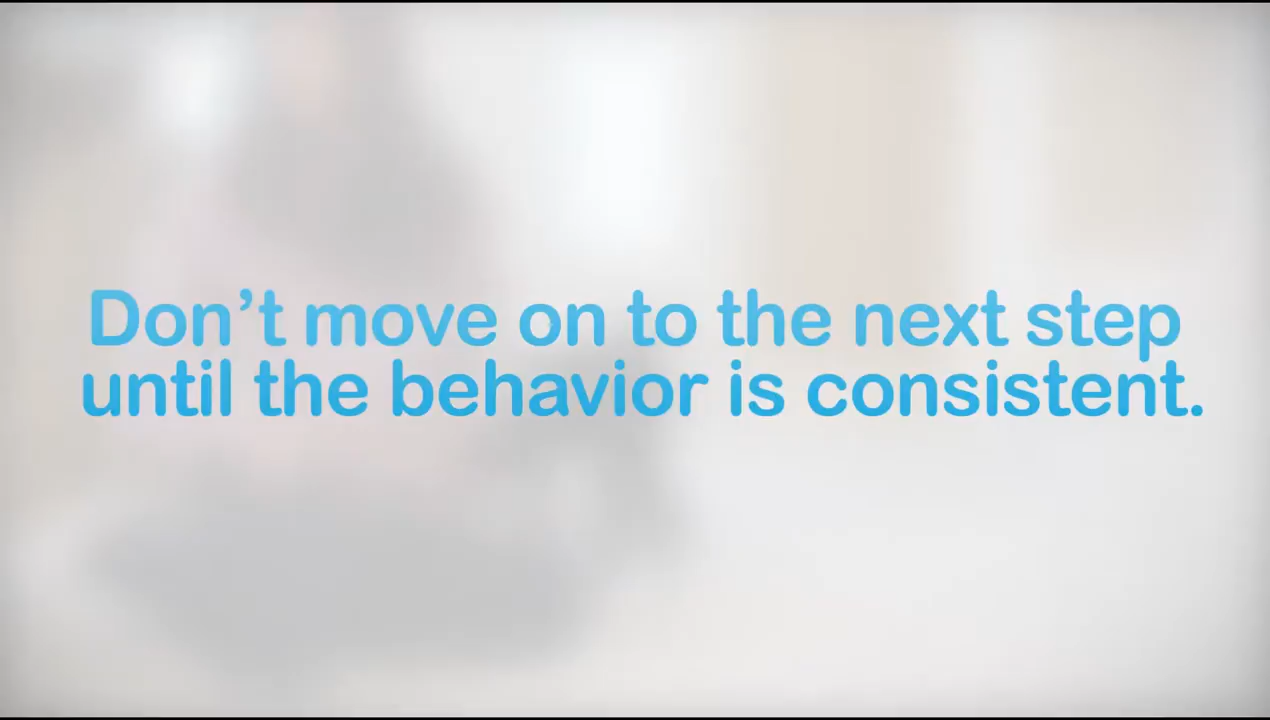 Don’t move on to the next step
until the behavior is consistent.